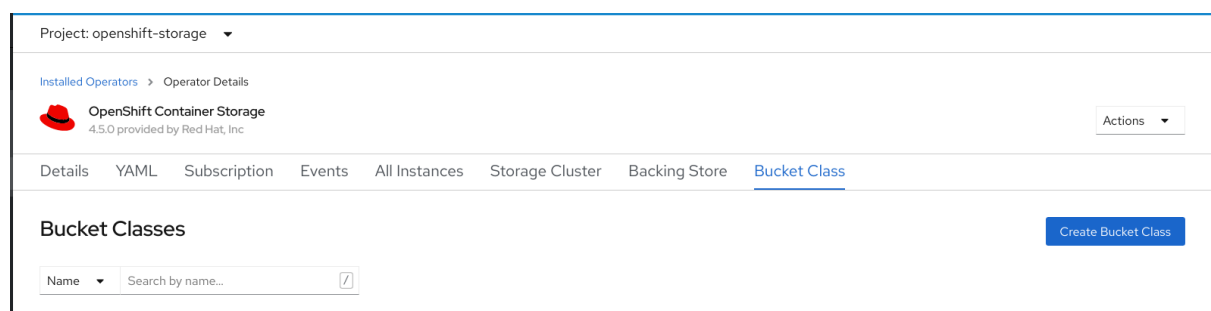 Project: openshift-storage
Installed Operators > Operator Details
OpenShift Container Storage
4.5.0 provided by Red Hat, Inc
Actions
Details YAML Subscription Events All Instances Storage Cluster Backing Store Bucket Class
Bucket Classes
Create Bucket Class
Name Search by name... /